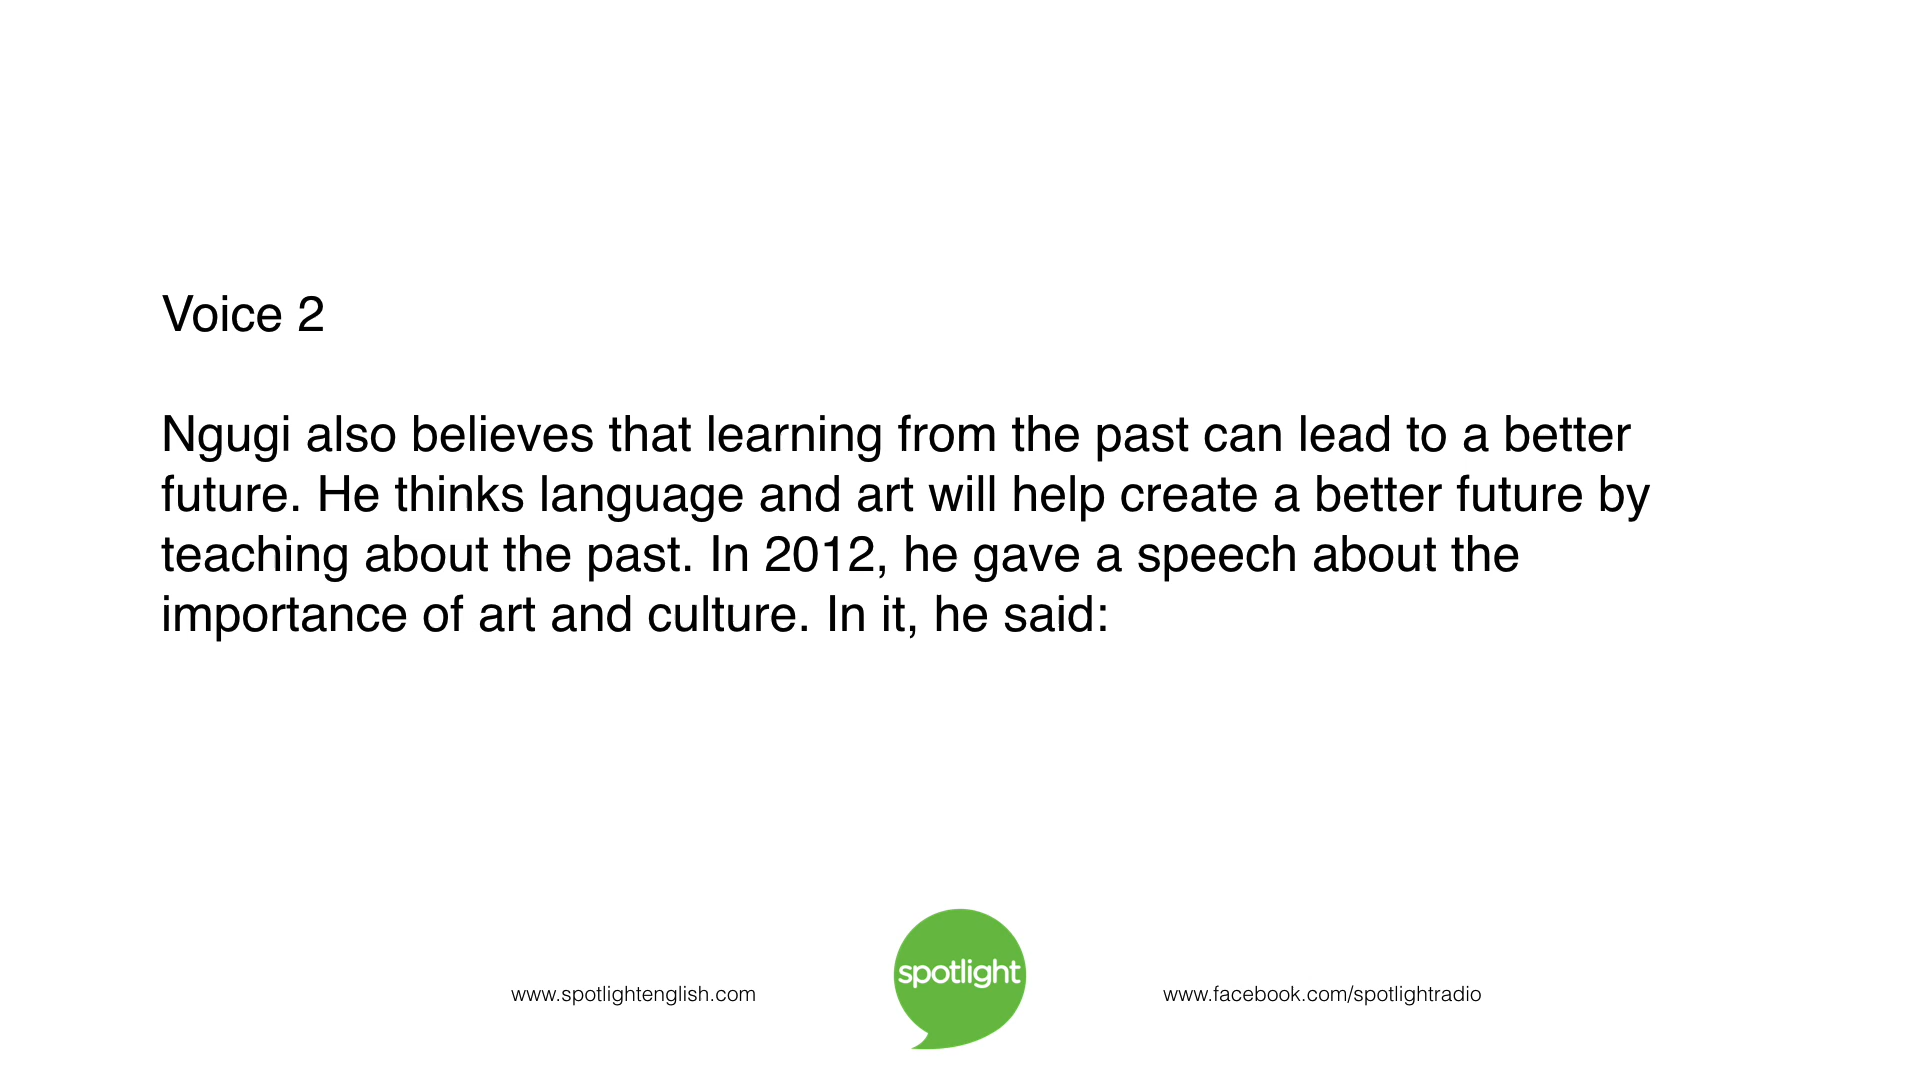 Voice 2
Ngugi also believes that learning from the past can lead to a better
future. He thinks language and art will help create a better future by
teaching about the past. In 2012, he gave a speech about the
importance of art and culture. In it, he said:
spotlight
www.spotlightenglish.com
www.facebook.com/spotlightradio